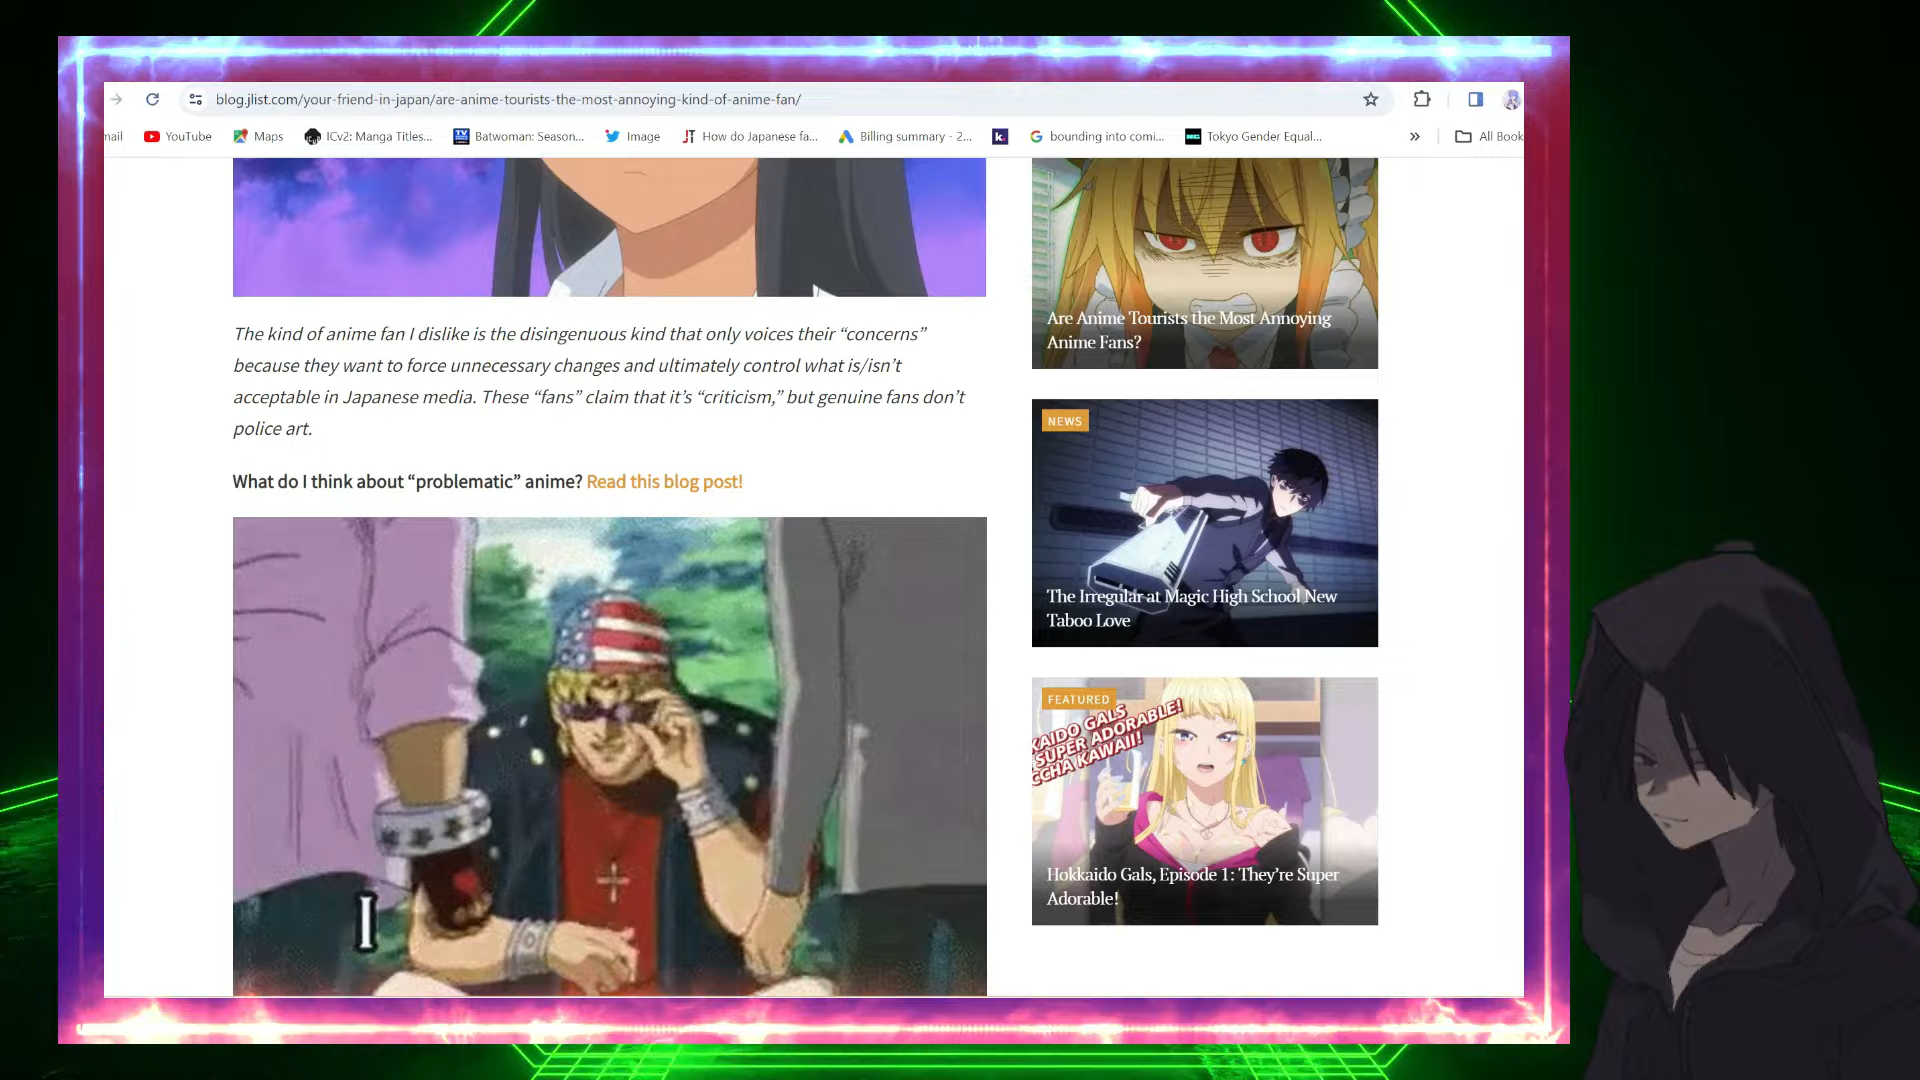 blog.jlist.com/your-friend-in-japan/are-anime-tourists-the-most-annoying-kind-of-anime-fan/
nail YouTube Maps ICv2: Manga Titles... Batwoman: Season... Image How do Japanese fa... Billing summary - 2... bounding into comi... Tokyo Gender Equal... » All Book
The kind of anime fan I dislike is the disingenuous kind that only voices their “concerns”
because they want to force unnecessary changes and ultimately control what is/isn’t
acceptable in Japanese media. These “fans” claim that it’s “criticism,” but genuine fans don’t
police art.
What do I think about “problematic” anime? Read this blog post!
I
Are Anime Tourists the Most Annoying
Anime Fans?
NEWS
The Irregular at Magic High School New
Taboo Love
FEATURED
KAIDO GALS
SUPER ADORABLE!
CCHA KAWAII!
Hokkaido Gals, Episode 1: They’re Super
Adorable!